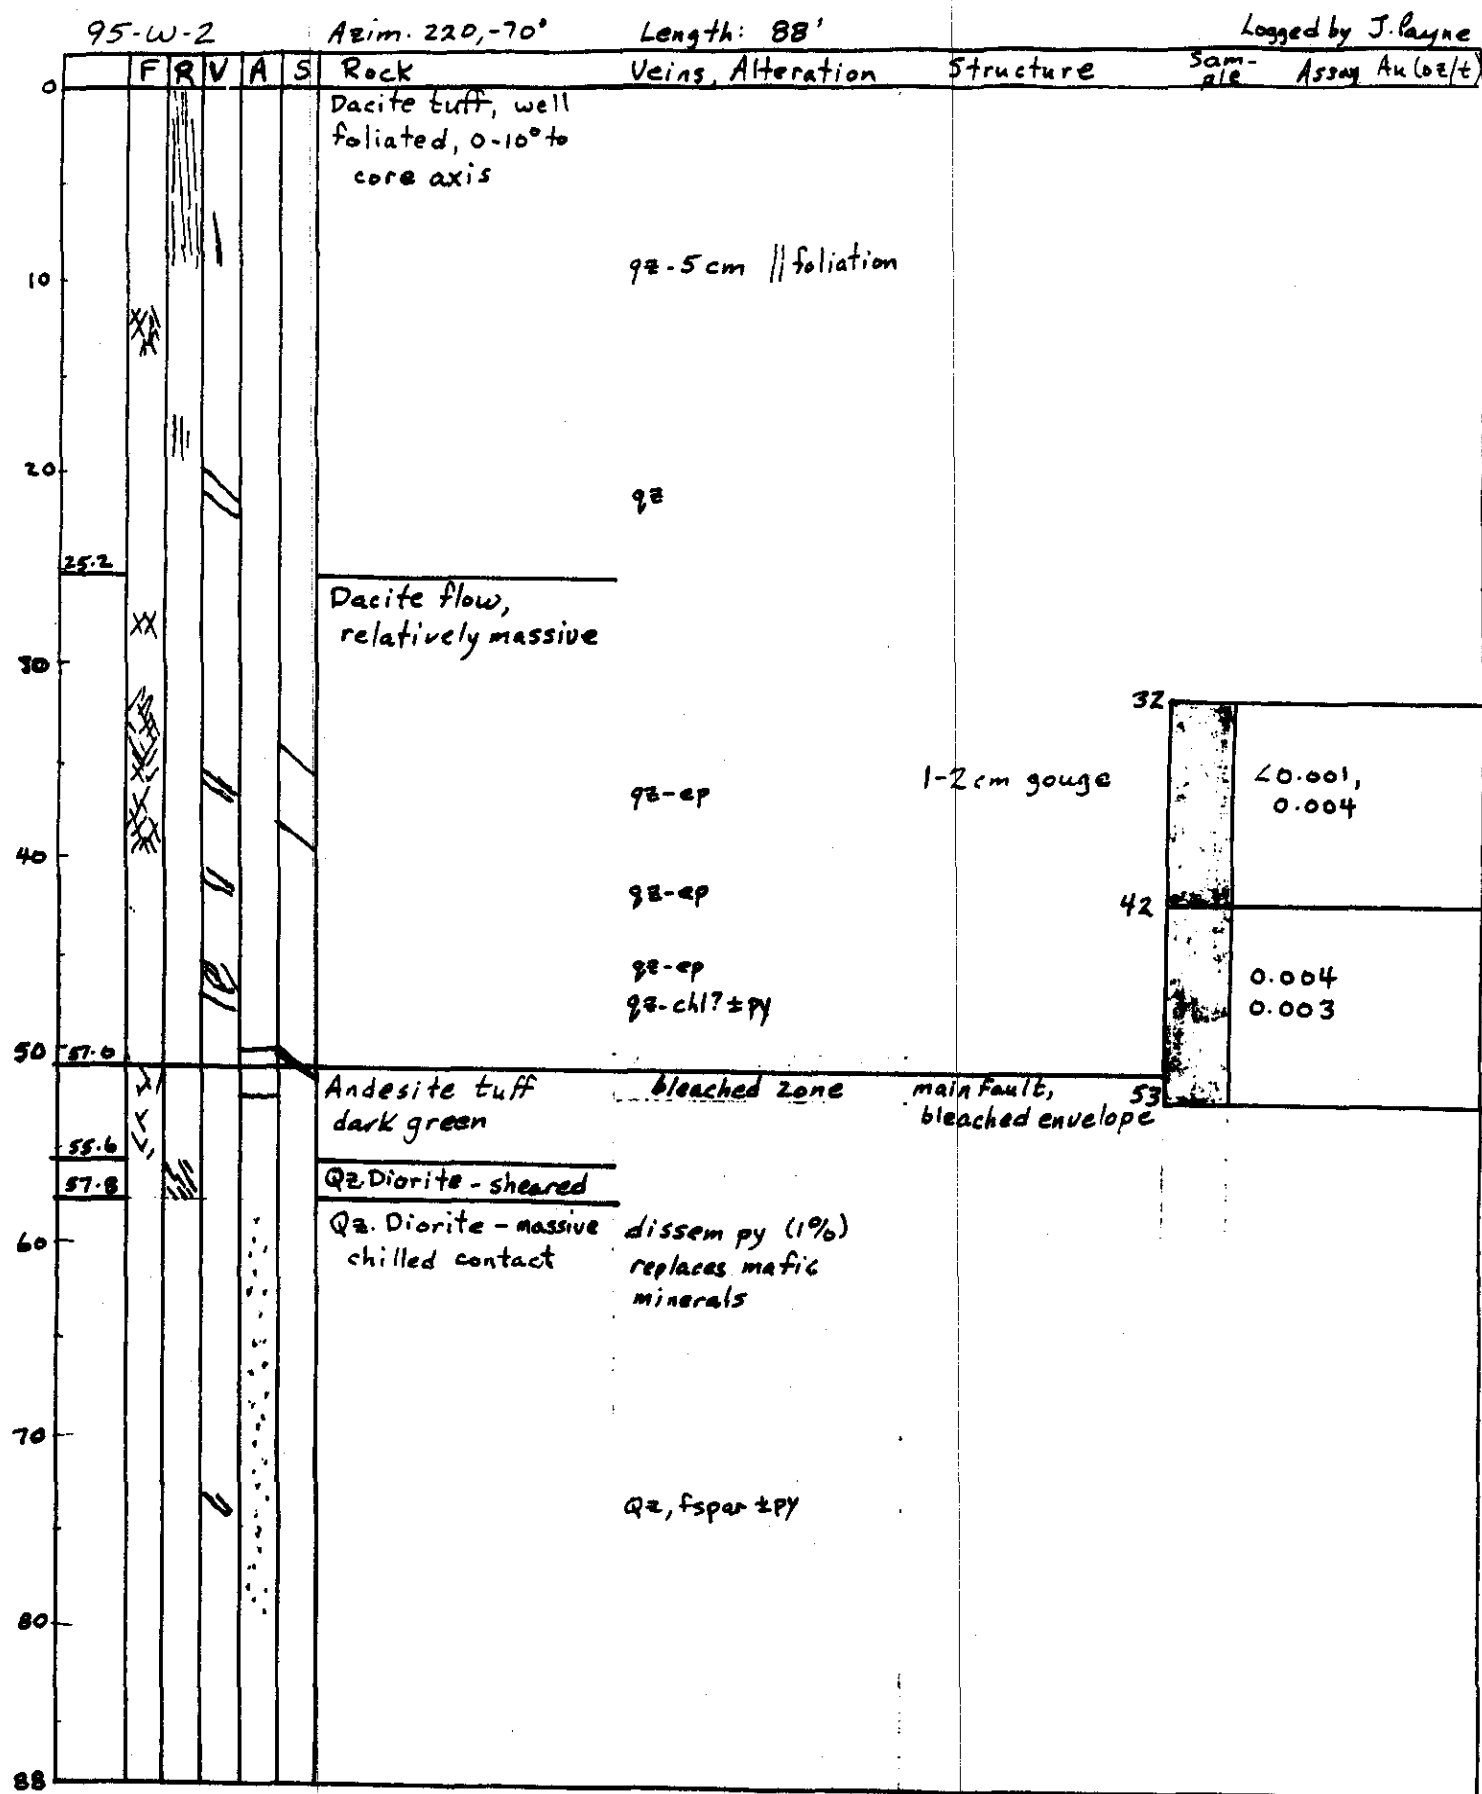 95-W-2 Azim. 220,-70° Length: 88' Logged by J. Payne
F R V A S Rock Veins, Alteration Structure Sam-
ple Assay Au (oz/t)
0
Dacite tuff, well
foliated, 0-10° to
core axis
qz-5cm // foliation
10
20
qz
25.2
Dacite flow,
relatively massive
30
32
1-2 cm gouge
<0.001,
0.004
qz-ep
40
qz-ep
42
qz-ep
0.004
qz-chl? ± py
0.003
50 57.0
Andesite tuff bleached zone main fault, 53
dark green bleached envelope
55.6
57.8 Qz Diorite - sheared
Qz. Diorite - massive dissem py (1%)
60 chilled contact replaces mafic
minerals
70
Qz, fspar ± py
80
88